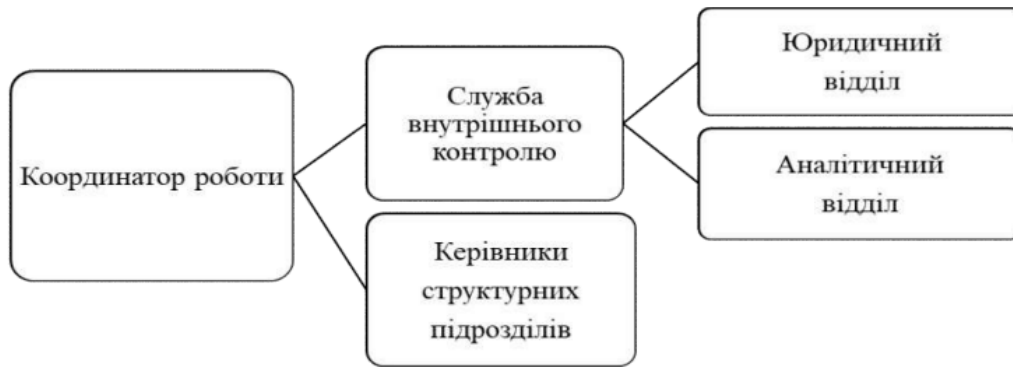 Координатор роботи
Служба
внутрішнього
контролю
Керівники
структурних
підрозділів
Юридичний
відділ
Аналітичний
відділ